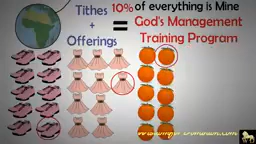 Tithes 10% of everything is Mine
+ = God's Management
Offerings Training Program